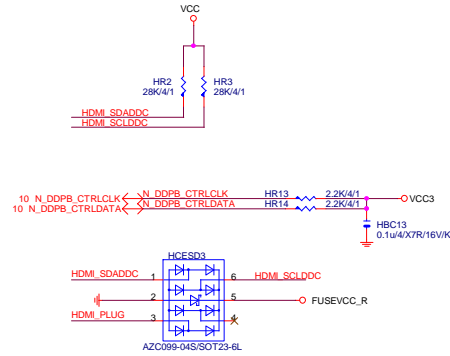 VCC
HR2 HR3
28K/4/1 28K/4/1
HDMI_SDADDC
HDMI_SCLDDC
10 N_DDPB_CTRLCLK N_DDPB_CTRLCLK HR13 2.2K/4/1
10 N_DDPB_CTRLDATA N_DDPB_CTRLDATA HR14 2.2K/4/1
VCC3
HBC13
0.1u/4/X7R/16V/K
HCESD3
HDMI_SDADDC 1 6 HDMI_SCLDDC
2 5 FUSEVCC_R
HDMI_PLUG 3 4
AZC099-04S/SOT23-6L